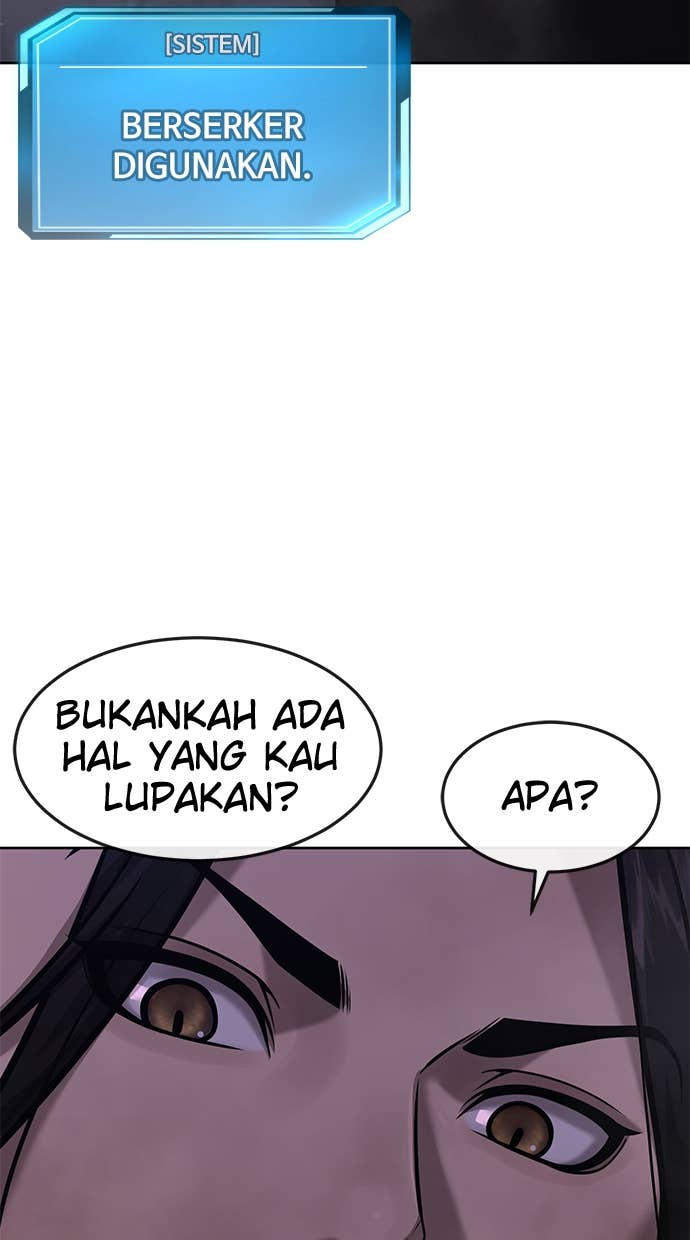 [SISTEM]
BERSERKER
DIGUNAKAN.
BUKANKAH ADA
HAL YANG KAU
LUPAKAN?
APA?